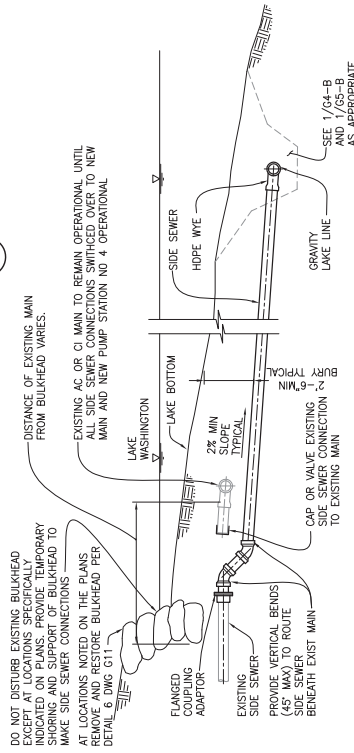 DO NOT DISTURB EXISTING BULKHEAD
EXCEPT AT LOCATIONS SPECIFICALLY
INDICATED ON PLANS. PROVIDE TEMPORARY
SHORING AND SUPPORT OF BULKHEAD TO
MAKE SIDE SEWER CONNECTIONS
AT LOCATIONS NOTED ON THE PLANS
REMOVE AND RESTORE BULKHEAD PER
DETAIL 6 DWG G11
DISTANCE OF EXISTING MAIN
FROM BULKHEAD VARIES.
EXISTING AC OR CI MAIN TO REMAIN OPERATIONAL UNTIL
ALL SIDE SEWER CONNECTIONS SWITHCED OVER TO NEW
MAIN AND NEW PUMP STATION NO 4 OPERATIONAL
LAKE
WASHINGTON
LAKE BOTTOM
SIDE SEWER
HDPE WYE
FLANGED
COUPLING
ADAPTOR
2% MIN
SLOPE
TYPICAL
2'-6" MIN
BURY TYPICAL
EXISTING
SIDE SEWER
PROVIDE VERTICAL BENDS
(45° MAX) TO ROUTE
SIDE SEWER
BENEATH EXIST MAIN
CAP OR VALVE EXISTING
SIDE SEWER CONNECTION
TO EXISTING MAIN
GRAVITY
LAKE LINE
SEE 1/G4-B
AND 1/G5-B
AS APPROPRIATE